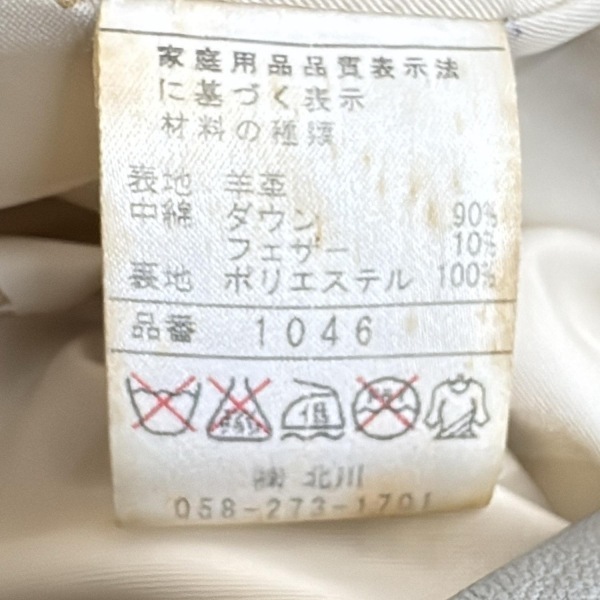 家庭用品品質表示法
に基づく表示
材料の種類
表地 羊革
中綿 ダウン 90%
フェザー 10%
裏地 ポリエステル 100%
品番 1046
㈱ 北川
058-273-1701